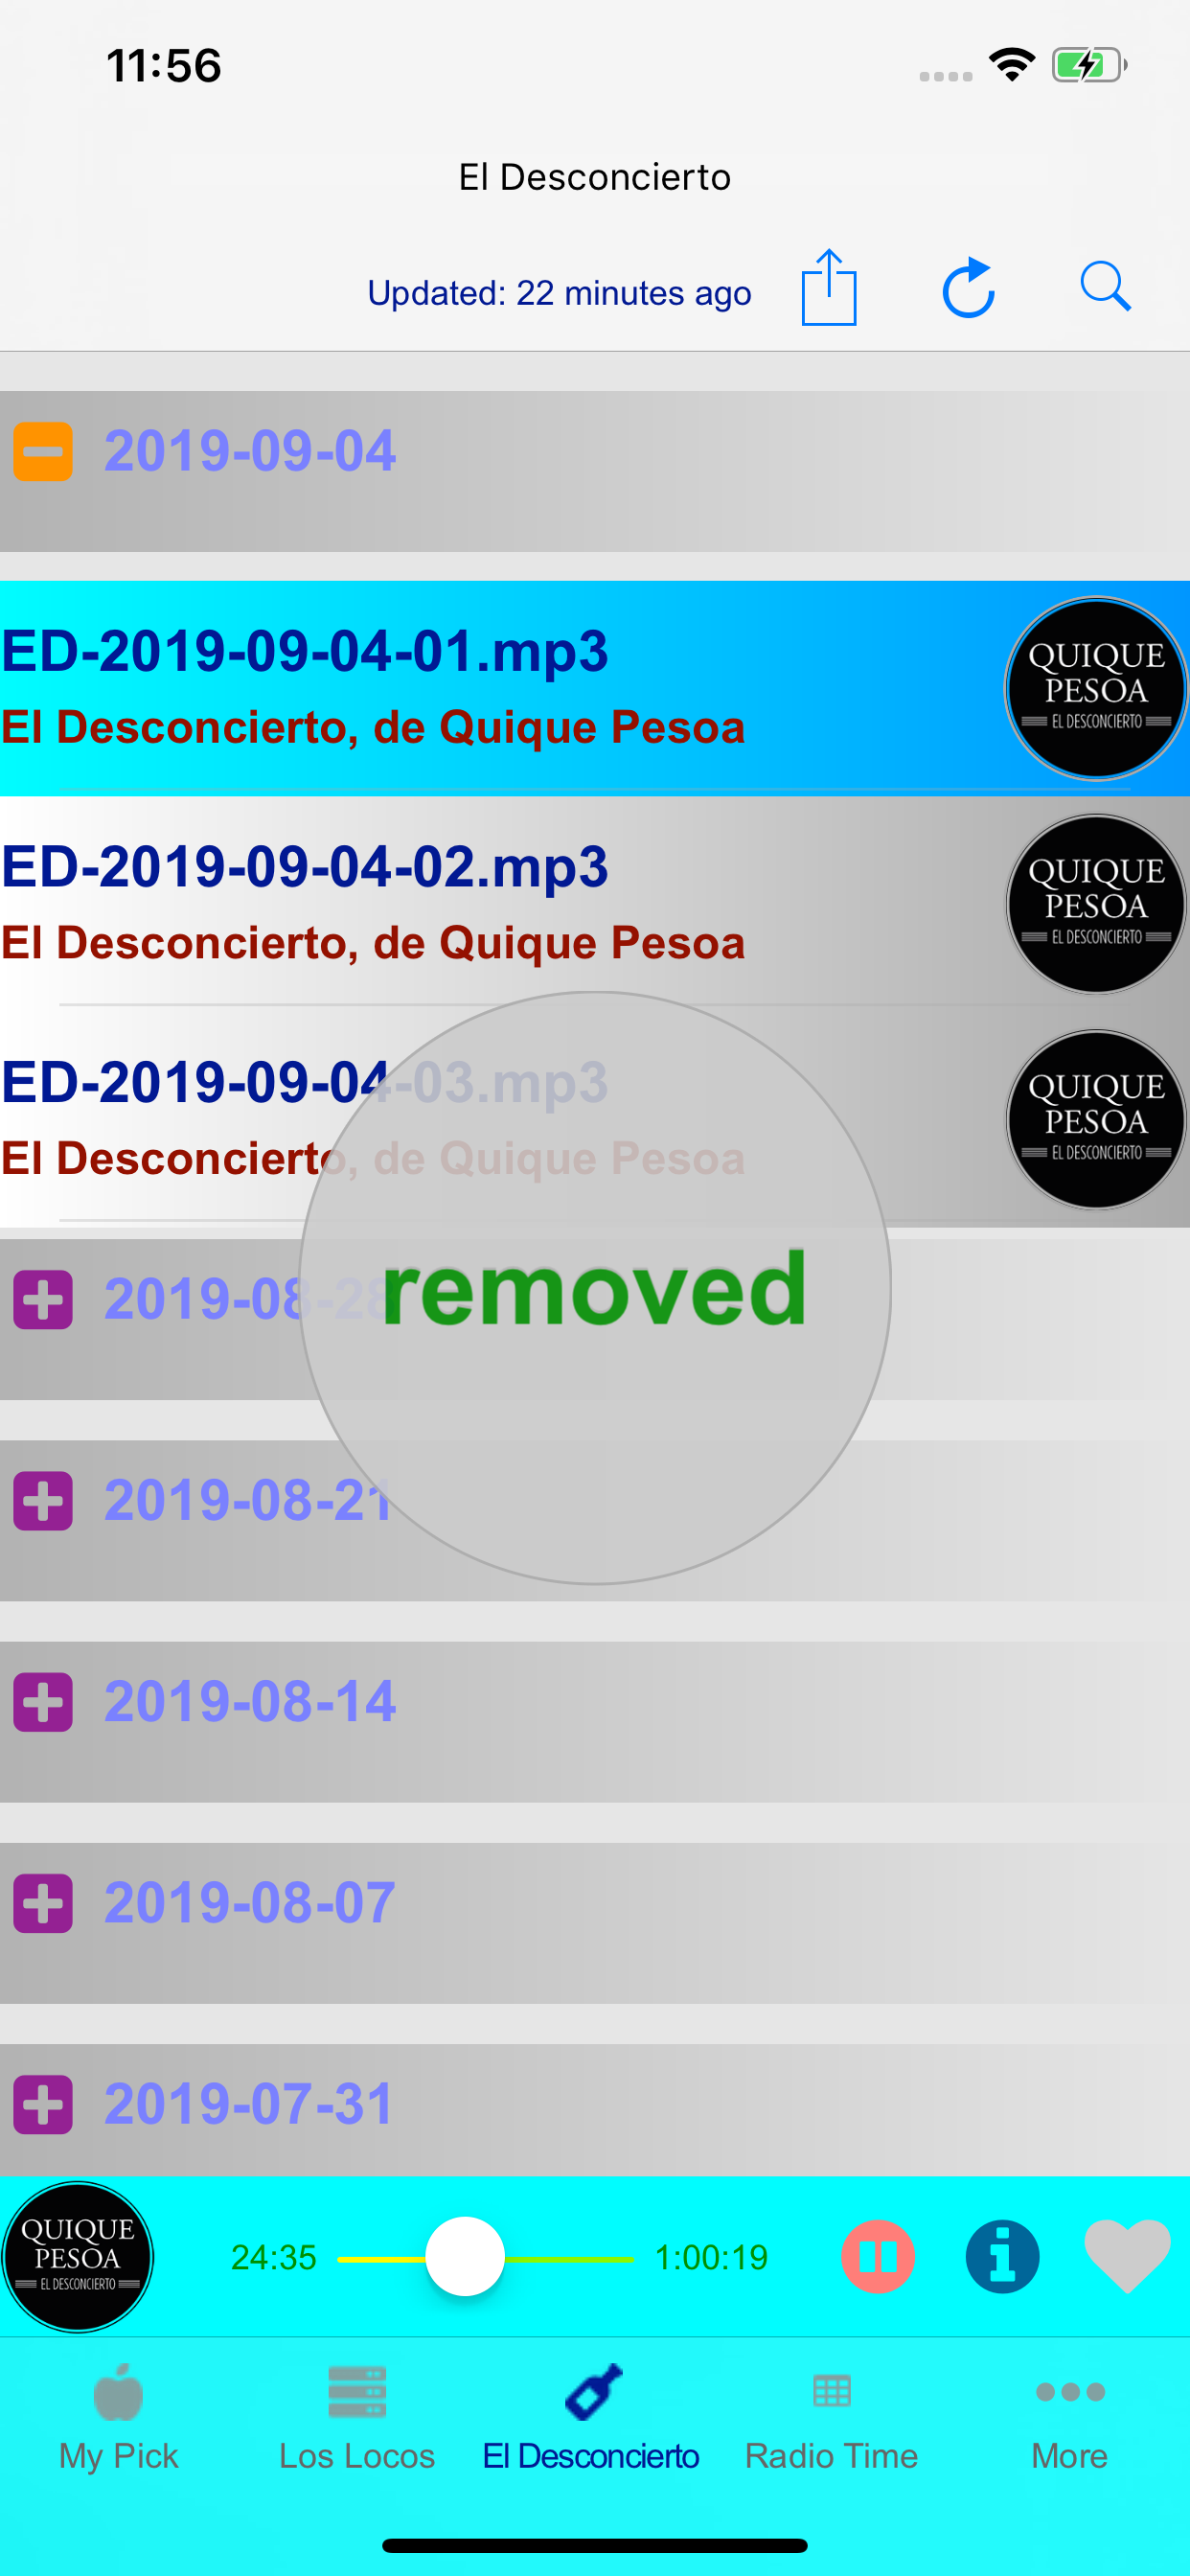 11:56
El Desconcierto
Updated: 22 minutes ago
2019-09-04
ED-2019-09-04-01.mp3
El Desconcierto, de Quique Pesoa
QUIQUE
PESOA
EL DESCONCIERTO
ED-2019-09-04-02.mp3
El Desconcierto, de Quique Pesoa
QUIQUE
PESOA
EL DESCONCIERTO
ED-2019-09-04-03.mp3
El Desconcierto, de Quique Pesoa
QUIQUE
PESOA
EL DESCONCIERTO
2019-08-28
removed
2019-08-21
2019-08-14
2019-08-07
2019-07-31
QUIQUE
PESOA
EL DESCONCIERTO
24:35
1:00:19
My Pick
Los Locos
El Desconcierto
Radio Time
More